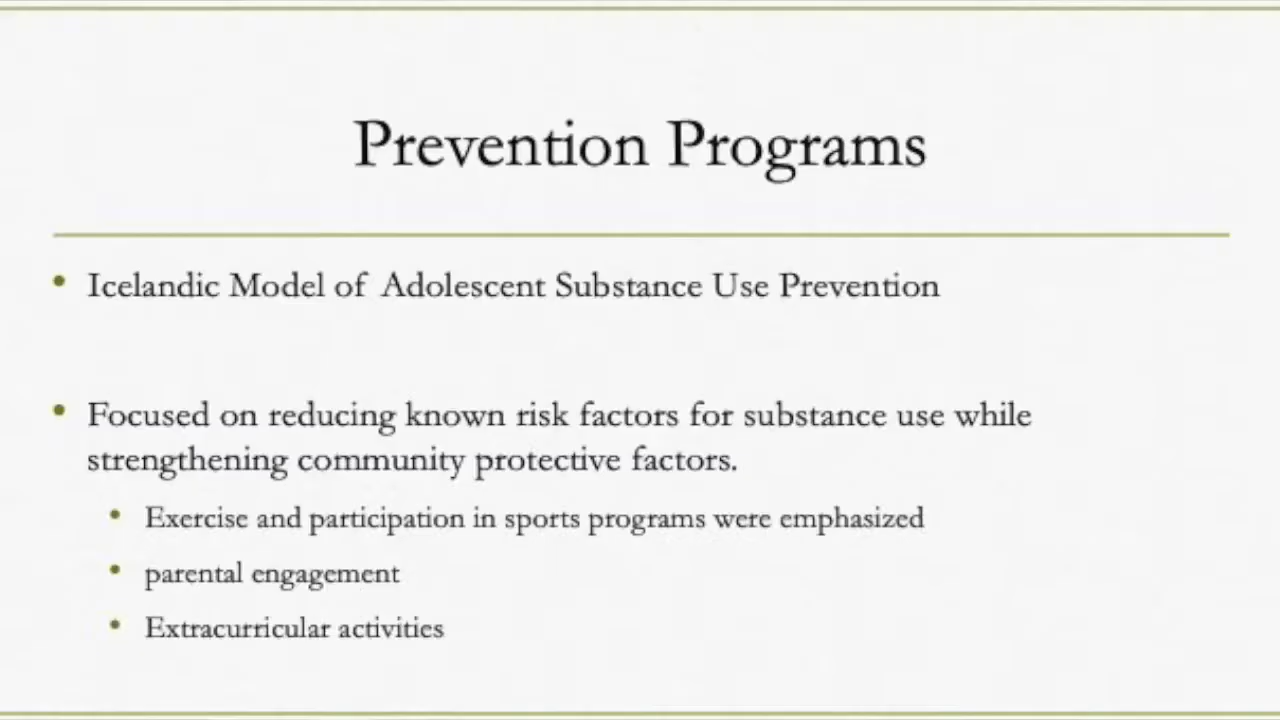 Prevention Programs
• Icelandic Model of Adolescent Substance Use Prevention
• Focused on reducing known risk factors for substance use while
strengthening community protective factors.
• Exercise and participation in sports programs were emphasized
• parental engagement
• Extracurricular activities